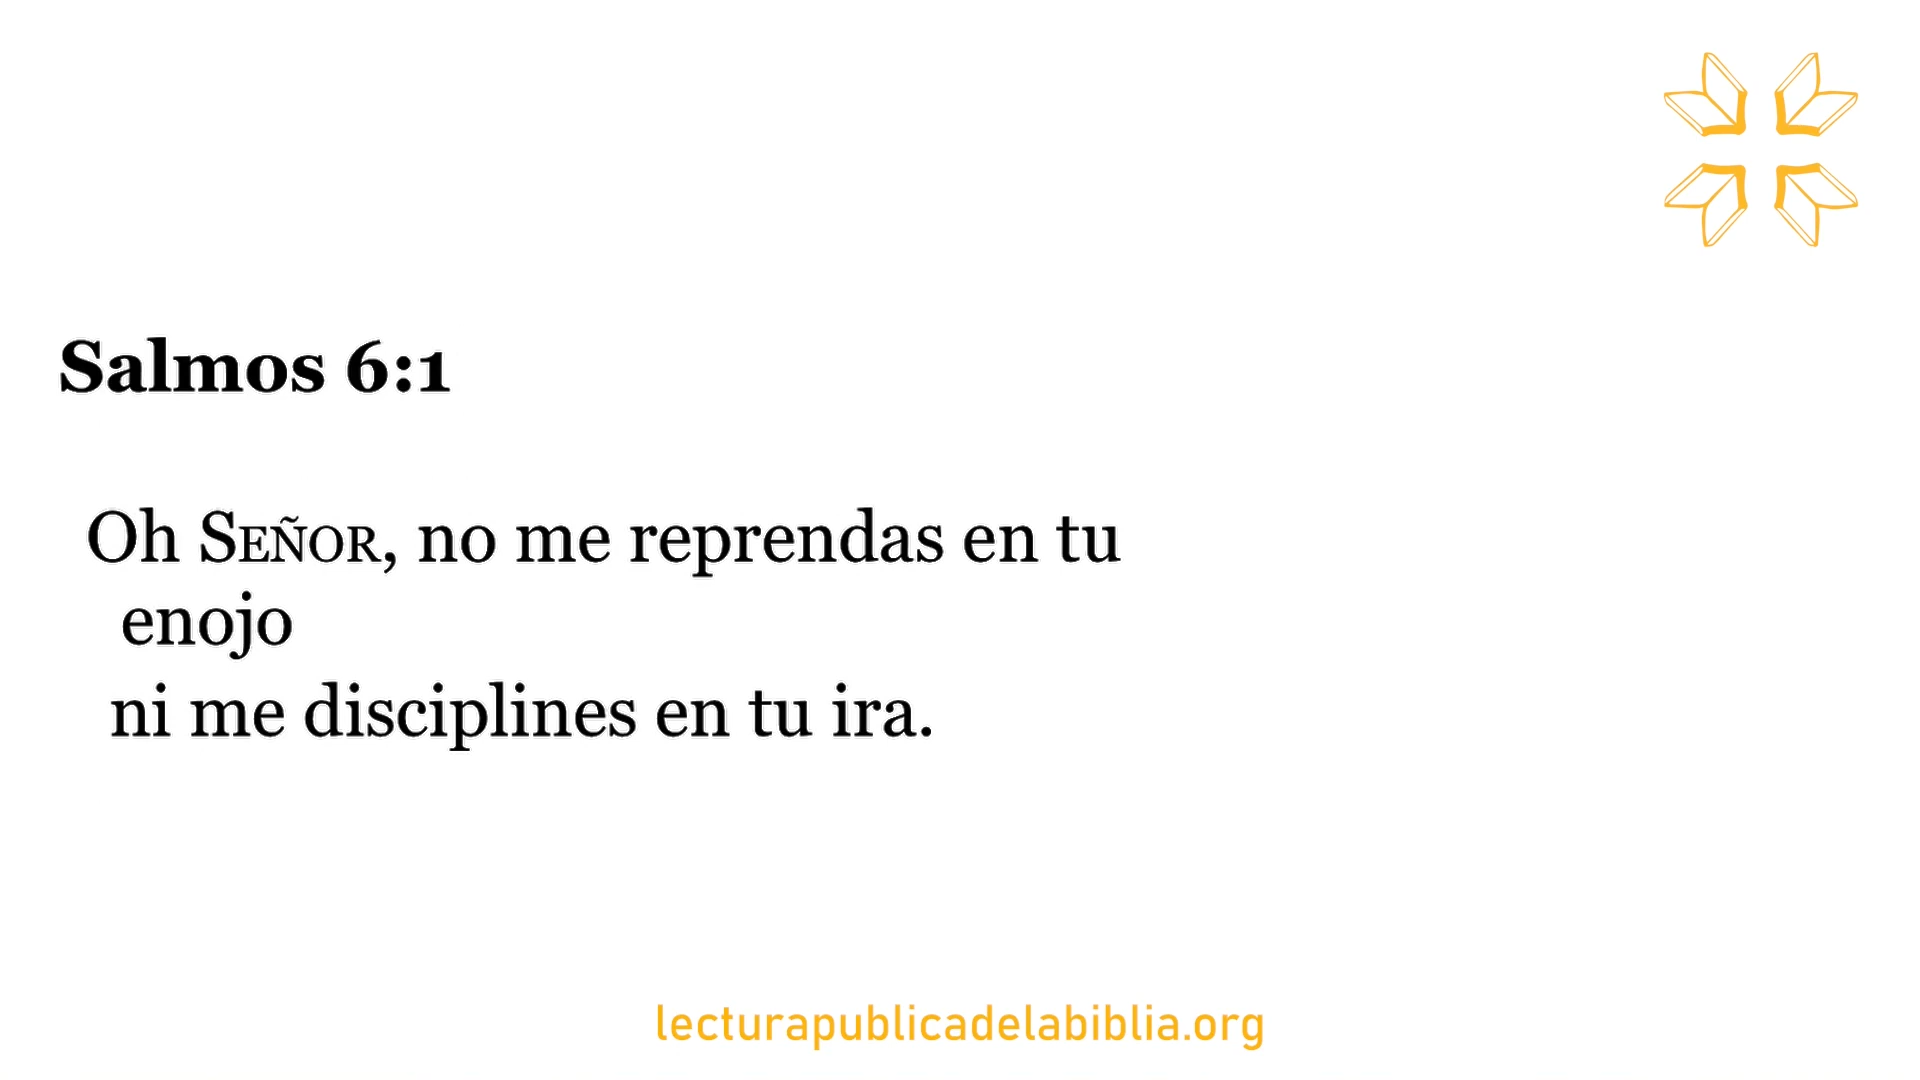 Salmos 6:1
Oh SEÑOR, no me reprendas en tu
enojo
ni me disciplines en tu ira.
lecturapublicadelabiblia.org